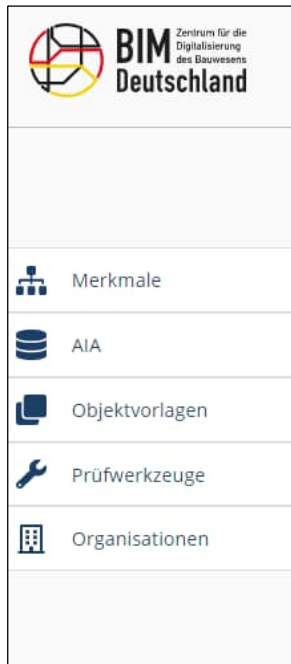 BIM Zentrum für die
Digitalisierung
des Bauwesens
Deutschland
Merkmale
AIA
Objektvorlagen
Prüfwerkzeuge
Organisationen